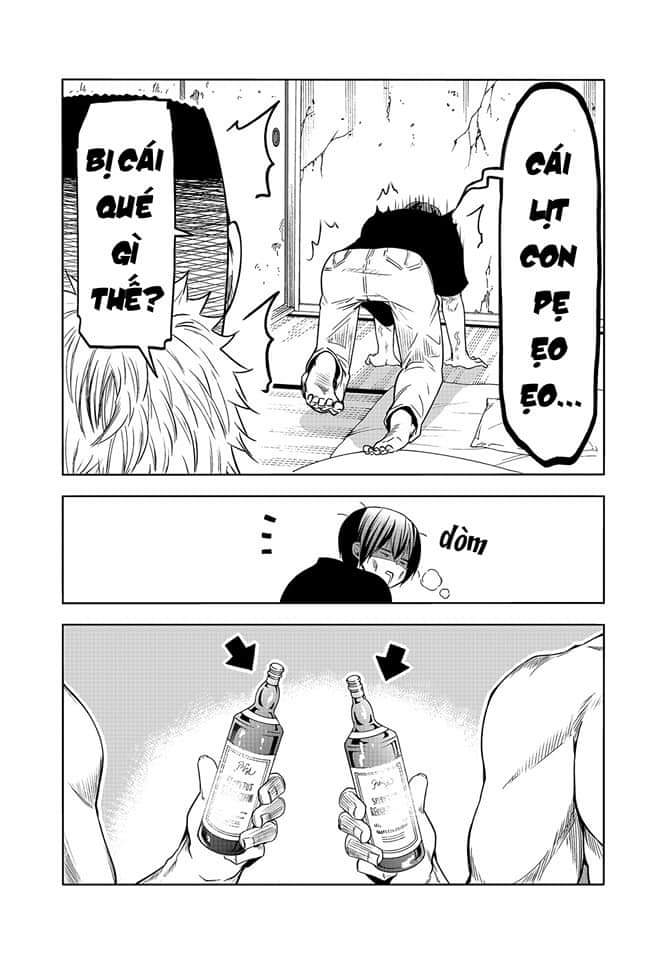 CÁI
LỊT
CON
PẸ
ẸO
ẸO...
BỊ CÁI
QUÉ
GÌ
THẾ?
dòm